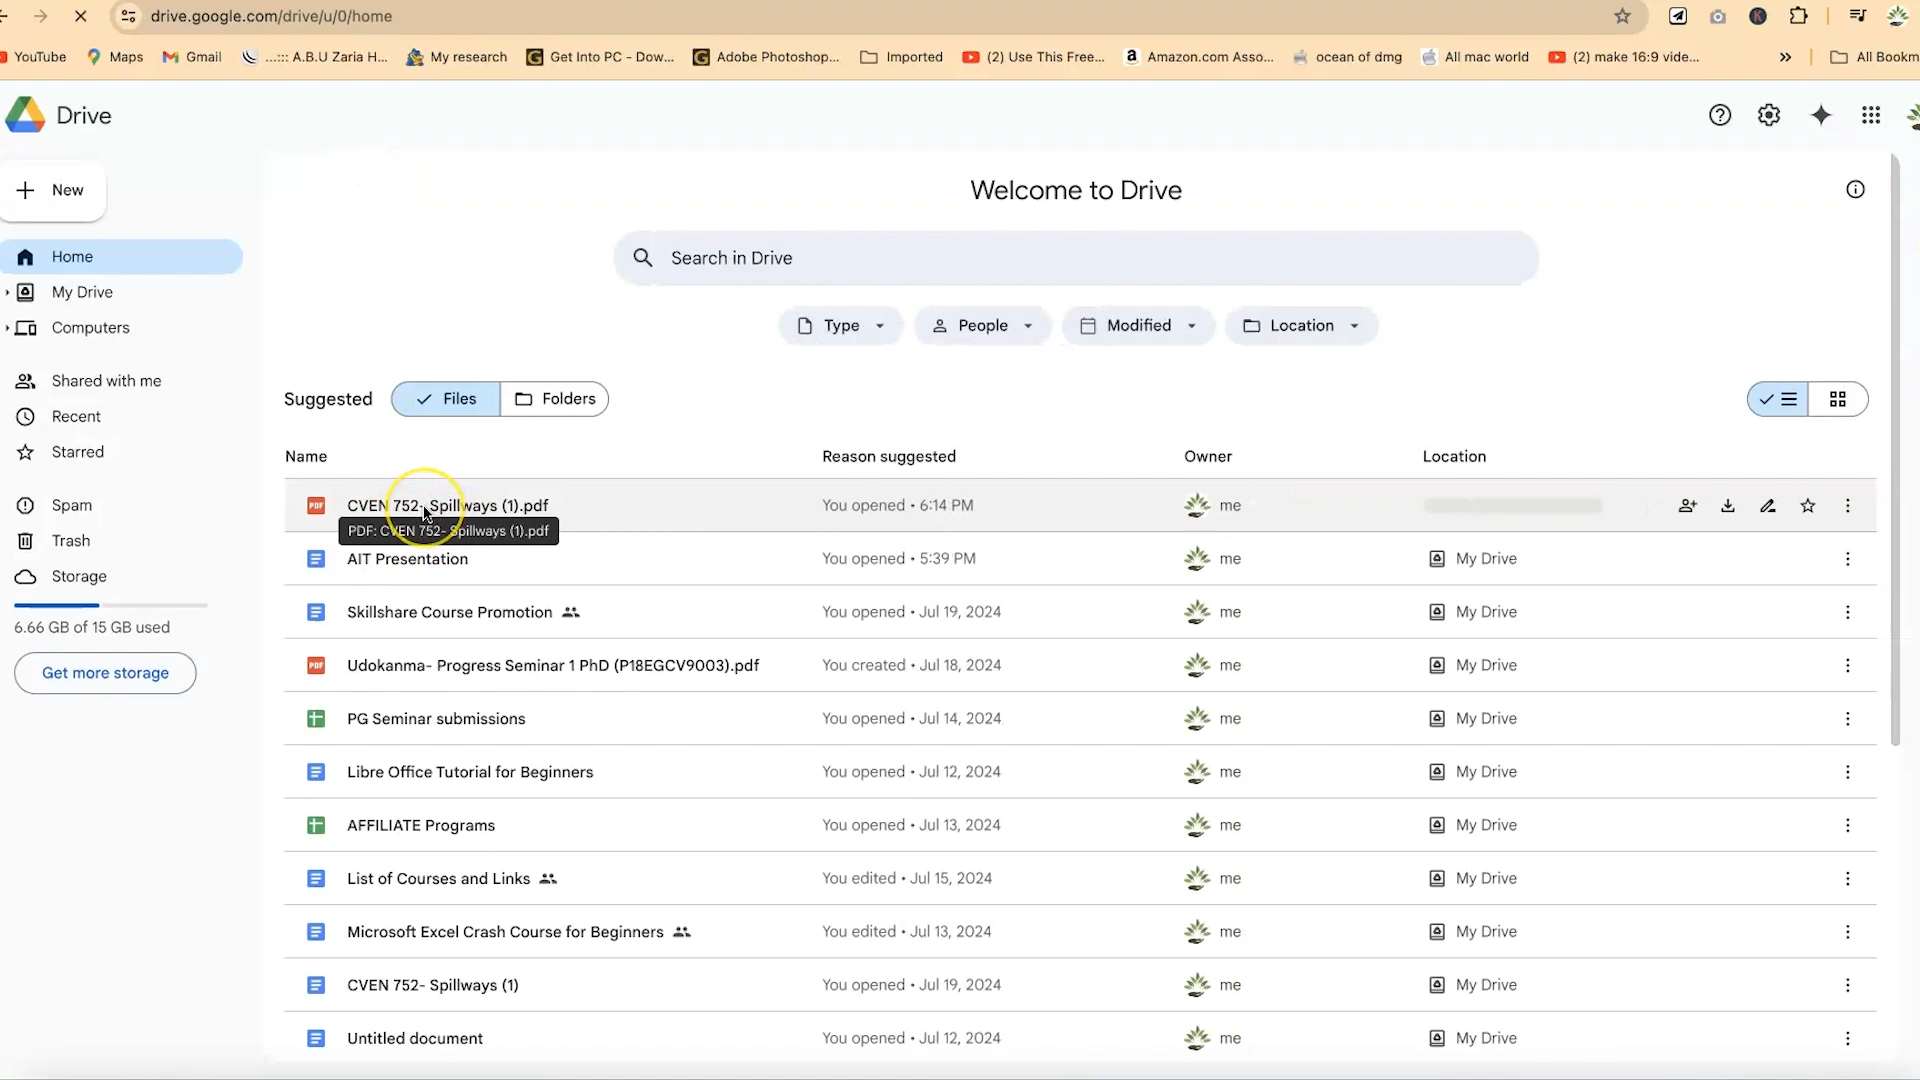 drive.google.com/drive/u/0/home
YouTube Maps Gmail ...::: A.B.U Zaria H... My research Get Into PC - Dow... Adobe Photoshop... Imported (2) Use This Free... Amazon.com Asso... ocean of dmg All mac world (2) make 16:9 vide... » All Bookm
Drive
New
Welcome to Drive
Search in Drive
Home
My Drive
Computers
Shared with me
Recent
Starred
Spam
Trash
Storage
6.66 GB of 15 GB used
Get more storage
Type People Modified Location
Suggested Files Folders
Name Reason suggested Owner Location
PDF CVEN 752- Spillways (1).pdf You opened • 6:14 PM me
PDF: CVEN 752- Spillways (1).pdf
AIT Presentation You opened • 5:39 PM me My Drive
Skillshare Course Promotion You opened • Jul 19, 2024 me My Drive
PDF Udokanma- Progress Seminar 1 PhD (P18EGCV9003).pdf You created • Jul 18, 2024 me My Drive
PG Seminar submissions You opened • Jul 14, 2024 me My Drive
Libre Office Tutorial for Beginners You opened • Jul 12, 2024 me My Drive
AFFILIATE Programs You opened • Jul 13, 2024 me My Drive
List of Courses and Links You edited • Jul 15, 2024 me My Drive
Microsoft Excel Crash Course for Beginners You edited • Jul 13, 2024 me My Drive
CVEN 752- Spillways (1) You opened • Jul 19, 2024 me My Drive
Untitled document You opened • Jul 12, 2024 me My Drive